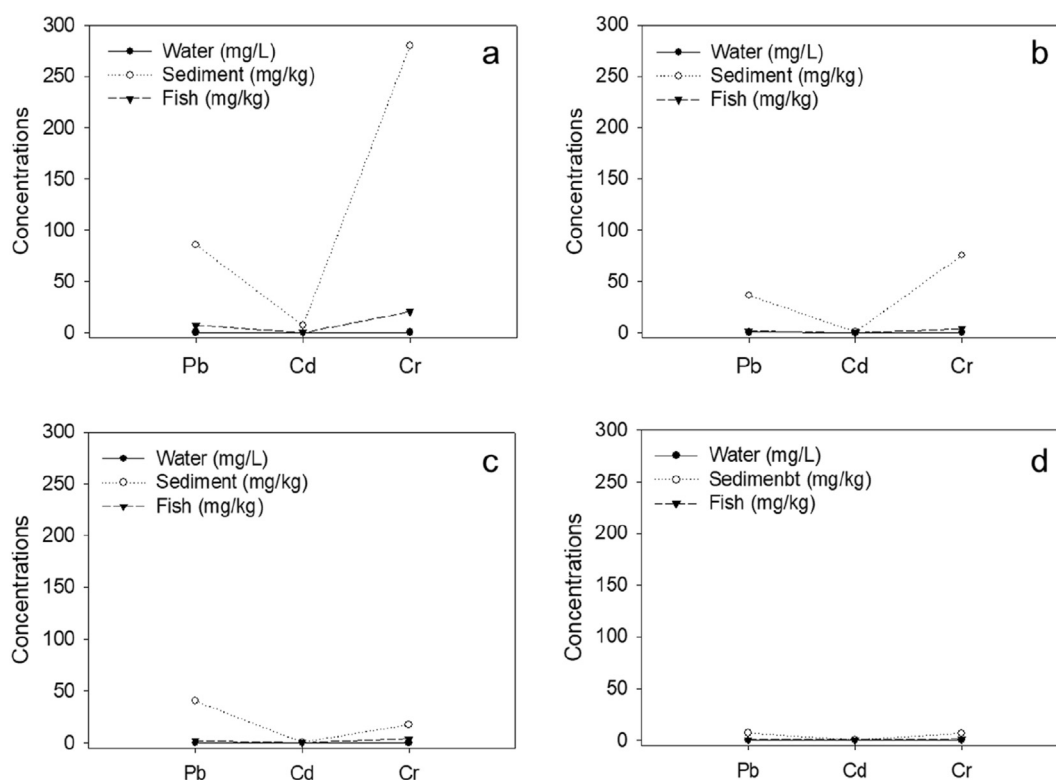 300
250
200
150
100
50
0
Concentrations
Water (mg/L)
Sediment (mg/kg)
Fish (mg/kg)
a
Pb Cd Cr
300
250
200
150
100
50
0
Concentrations
Water (mg/L)
Sediment (mg/kg)
Fish (mg/kg)
b
Pb Cd Cr
300
250
200
150
100
50
0
Concentrations
Water (mg/L)
Sediment (mg/kg)
Fish (mg/kg)
c
Pb Cd Cr
300
250
200
150
100
50
0
Concentrations
Water (mg/L)
Sedimenbt (mg/kg)
Fish (mg/kg)
d
Pb Cd Cr